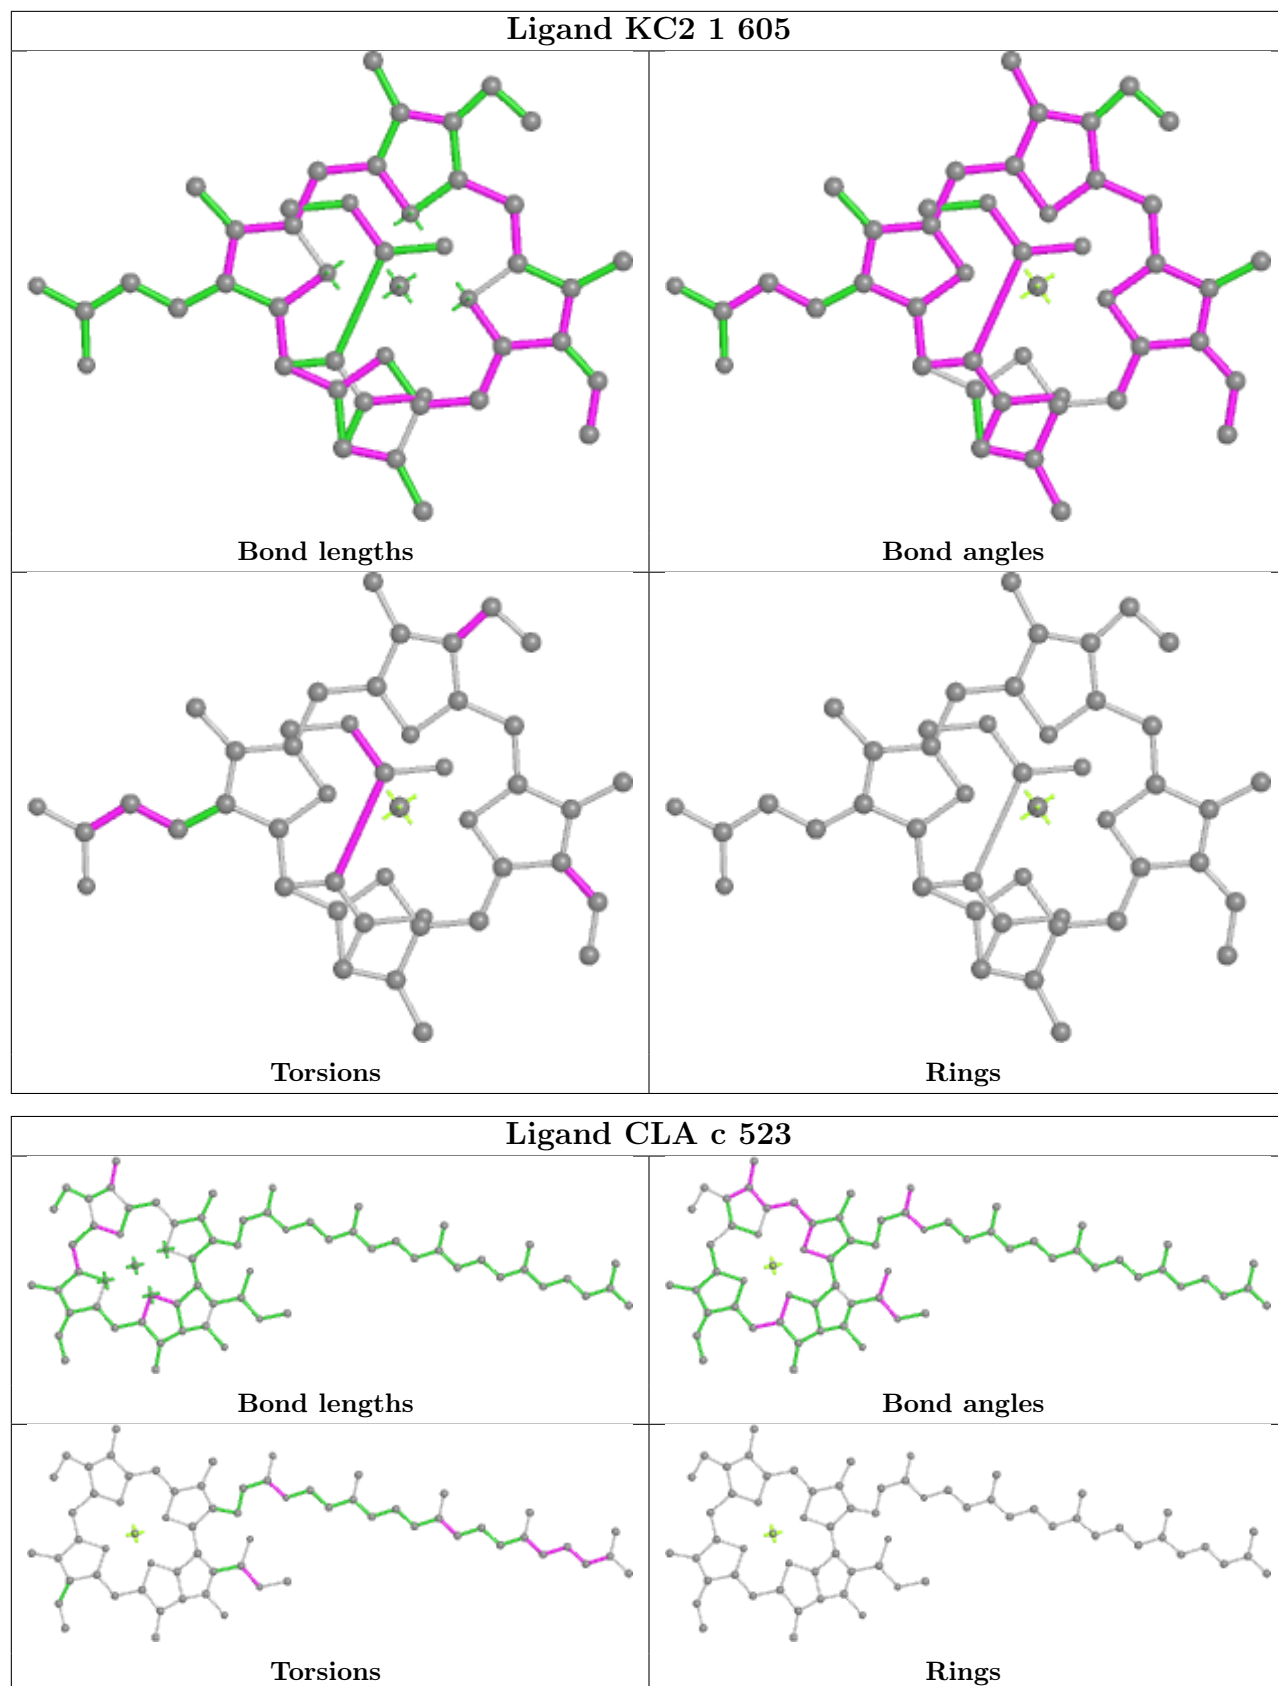 Ligand KC2 1 605
Bond lengths
Bond angles
Torsions
Rings
Ligand CLA c 523
Bond lengths
Bond angles
Torsions
Rings